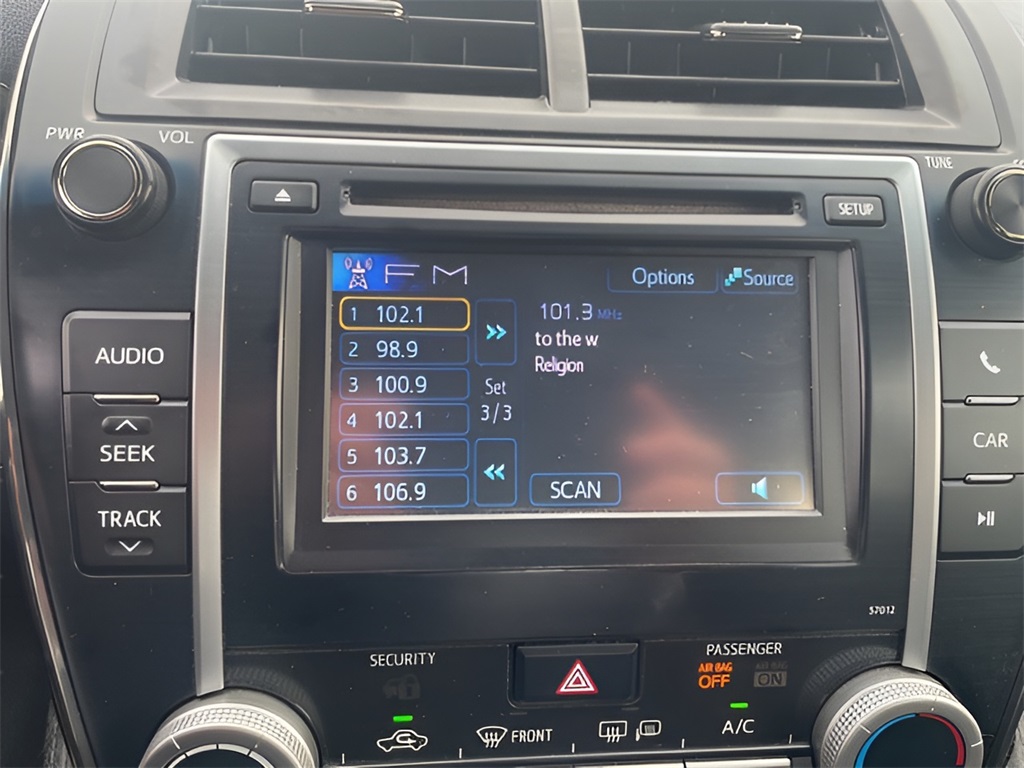 PWR
VOL
TUNE
SETUP
FM
Options
Source
1 102.1
2 98.9
3 100.9
4 102.1
5 103.7
6 106.9
Set
3/3
101.3 MHz
to the w
Religion
SCAN
AUDIO
SEEK
TRACK
CAR
57012
SECURITY
PASSENGER
AIR BAG
OFF
AIR BAG
ON
FRONT
A/C